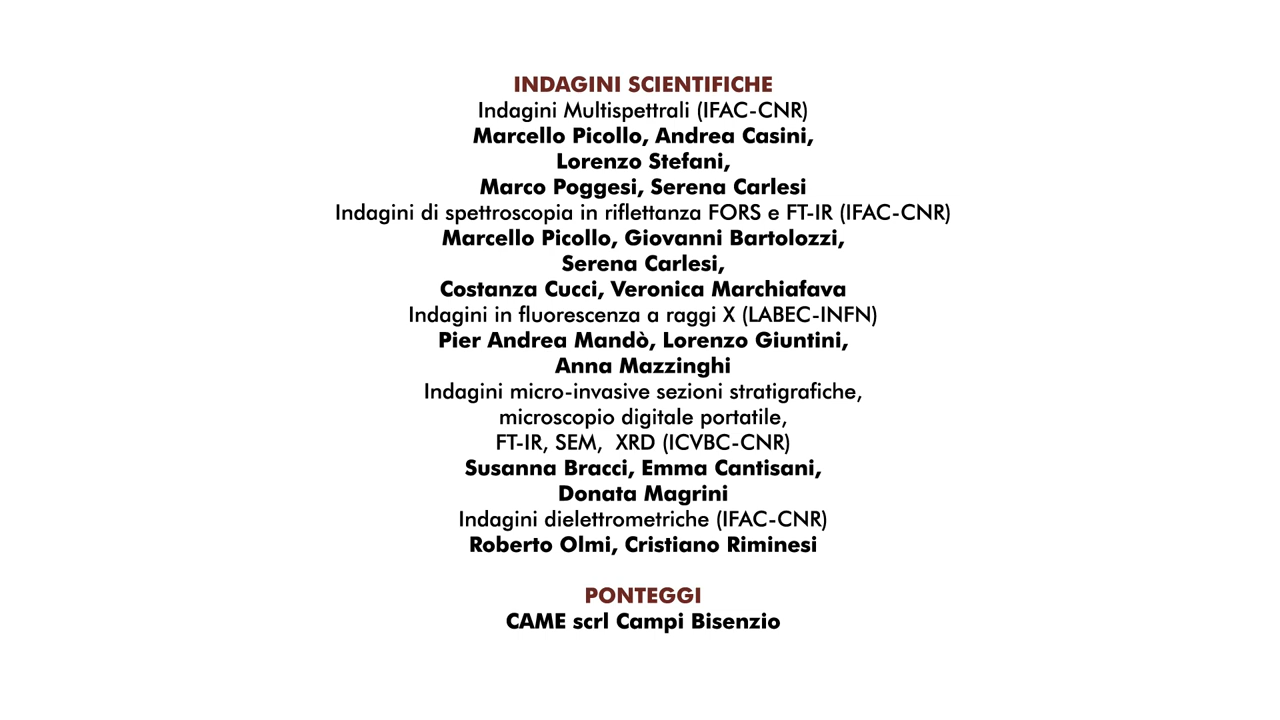 INDAGINI SCIENTIFICHE
Indagini Multispettrali (IFAC-CNR)
Marcello Picollo, Andrea Casini,
Lorenzo Stefani,
Marco Poggesi, Serena Carlesi
Indagini di spettroscopia in riflettanza FORS e FT-IR (IFAC-CNR)
Marcello Picollo, Giovanni Bartolozzi,
Serena Carlesi,
Costanza Cucci, Veronica Marchiafava
Indagini in fluorescenza a raggi X (LABEC-INFN)
Pier Andrea Mandò, Lorenzo Giuntini,
Anna Mazzinghi
Indagini micro-invasive sezioni stratigrafiche,
microscopio digitale portatile,
FT-IR, SEM,  XRD (ICVBC-CNR)
Susanna Bracci, Emma Cantisani,
Donata Magrini
Indagini dielettrometriche (IFAC-CNR)
Roberto Olmi, Cristiano Riminesi
PONTEGGI
CAME scrl Campi Bisenzio